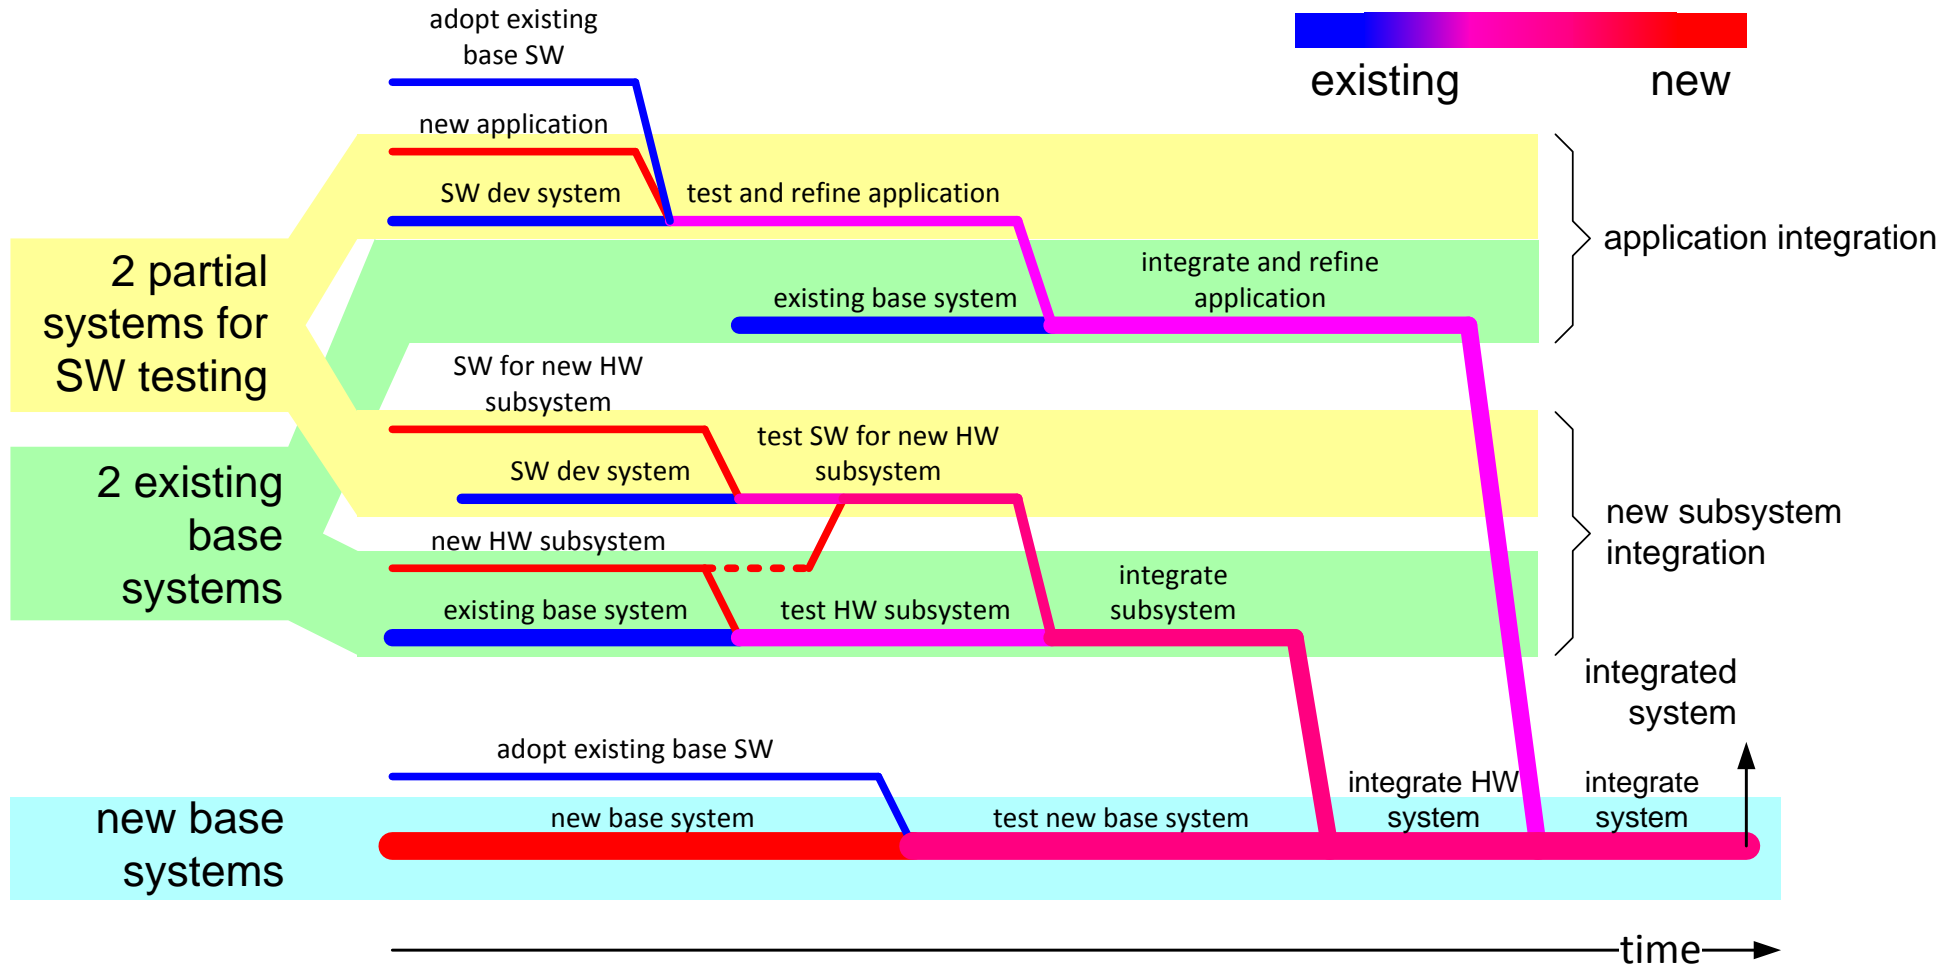 adopt existing
base SW
existing
new
new application
SW dev system
test and refine application
application integration
2 partial
systems for
SW testing
integrate and refine
application
existing base system
SW for new HW
subsystem
test SW for new HW
subsystem
SW dev system
2 existing
base
systems
new HW subsystem
new subsystem
integration
integrate
subsystem
existing base system
test HW subsystem
integrated
system
adopt existing base SW
integrate HW
system
integrate
system
new base
systems
new base system
test new base system
time